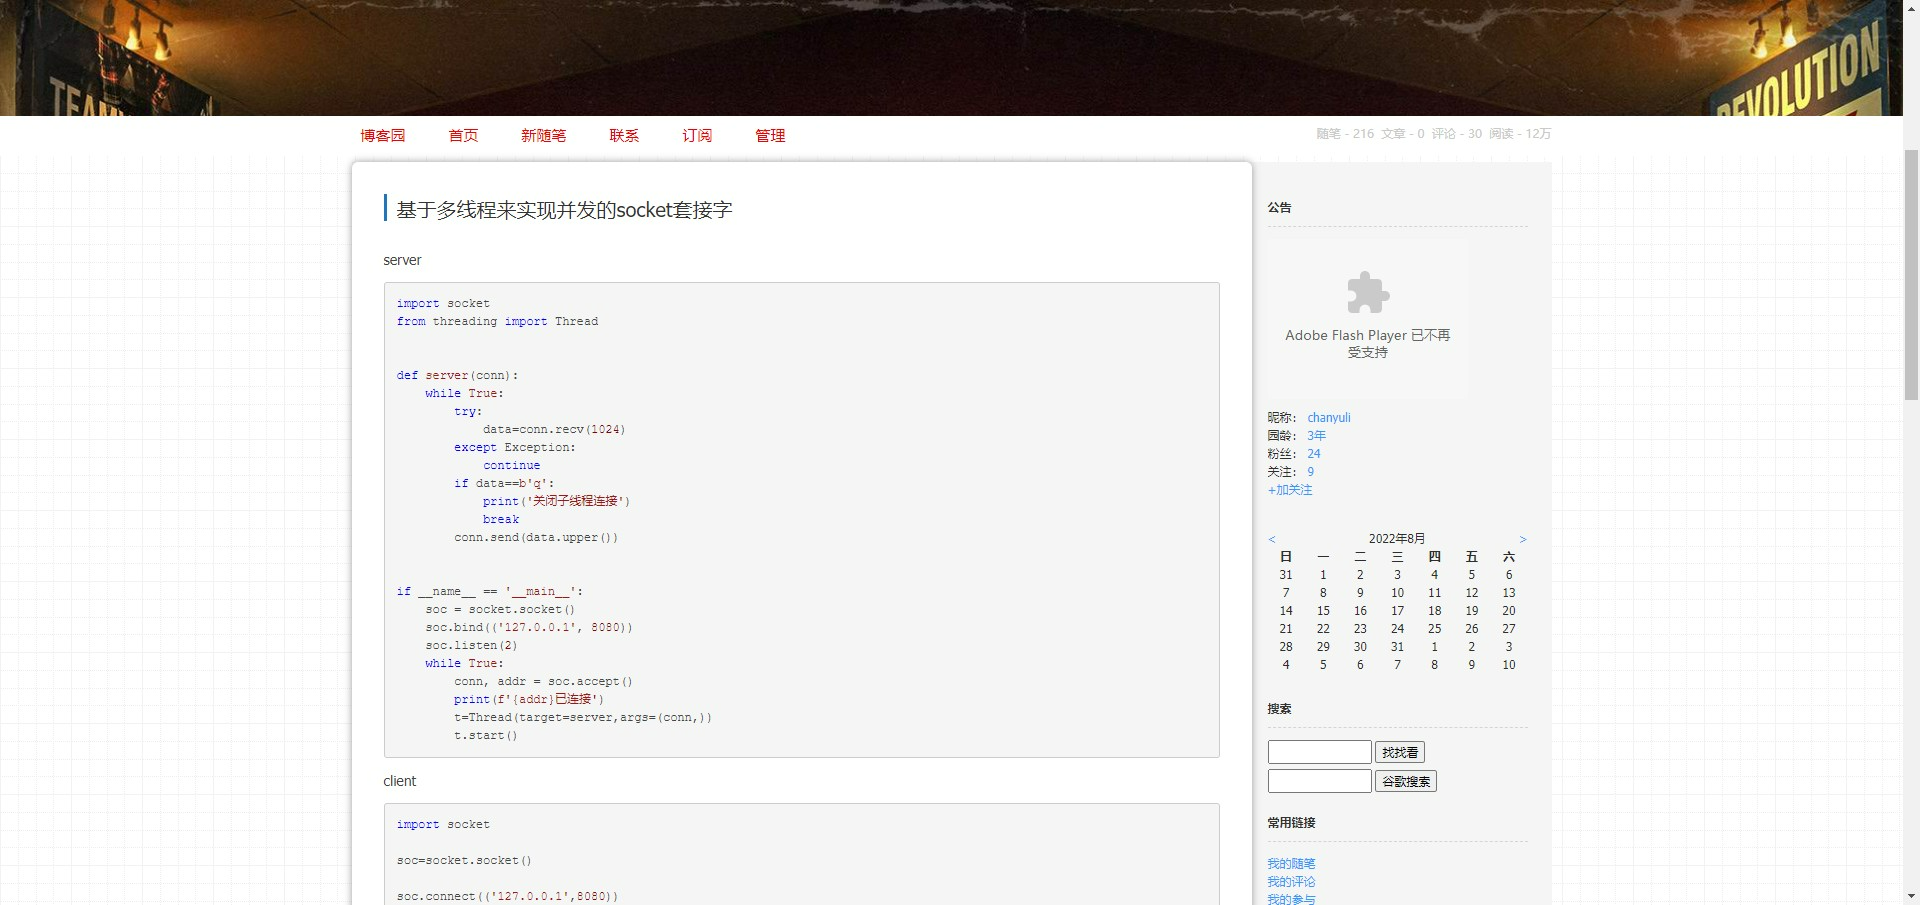 TEAM
REVOLUTION
博客园 首页 新随笔 联系 订阅 管理
随笔 - 216 文章 - 0 评论 - 30 阅读 - 12万
基于多线程来实现并发的socket套接字
server
import socket
from threading import Thread
def server(conn):
    while True:
        try:
            data=conn.recv(1024)
        except Exception:
            continue
        if data==b'q':
            print('关闭子线程连接')
            break
        conn.send(data.upper())
if __name__ == '__main__':
    soc = socket.socket()
    soc.bind(('127.0.0.1', 8080))
    soc.listen(2)
    while True:
        conn, addr = soc.accept()
        print(f'{addr}已连接')
        t=Thread(target=server,args=(conn,))
        t.start()
client
import socket
soc=socket.socket()
soc.connect(('127.0.0.1',8080))
公告
Adobe Flash Player 已不再
受支持
昵称: chanyuli
园龄: 3年
粉丝: 24
关注: 9
+加关注
< 2022年8月 >
日 一 二 三 四 五 六
31 1 2 3 4 5 6
7 8 9 10 11 12 13
14 15 16 17 18 19 20
21 22 23 24 25 26 27
28 29 30 31 1 2 3
4 5 6 7 8 9 10
搜索
找找看
谷歌搜索
常用链接
我的随笔
我的评论
我的参与